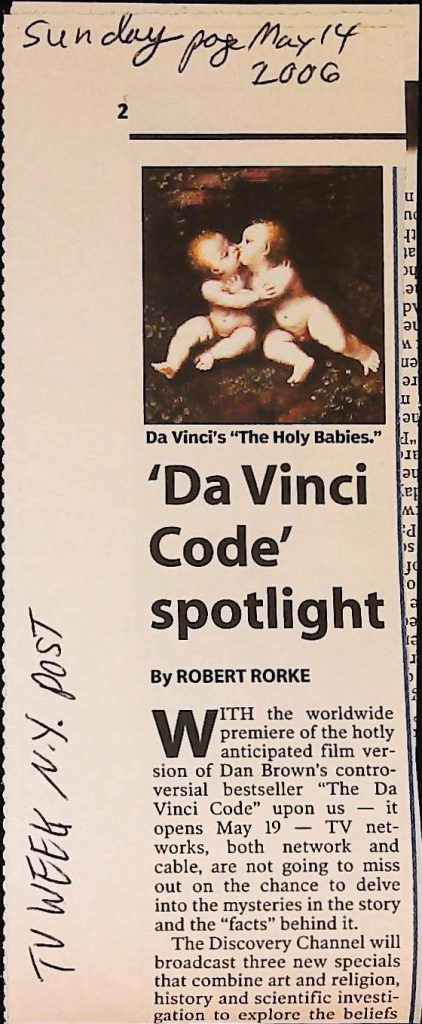 Sunday page May 14
2006
2
Da Vinci's "The Holy Babies."
'Da Vinci
Code'
spotlight
By ROBERT RORKE
WITH the worldwide
premiere of the hotly
anticipated film ver-
sion of Dan Brown's contro-
versial bestseller "The Da
Vinci Code" upon us — it
opens May 19 — TV net-
works, both network and
cable, are not going to miss
out on the chance to delve
into the mysteries in the story
and the "facts" behind it.
The Discovery Channel will
broadcast three new specials
that combine art and religion,
history and scientific investi-
gation to explore the beliefs
TV WEEK N.Y. POST